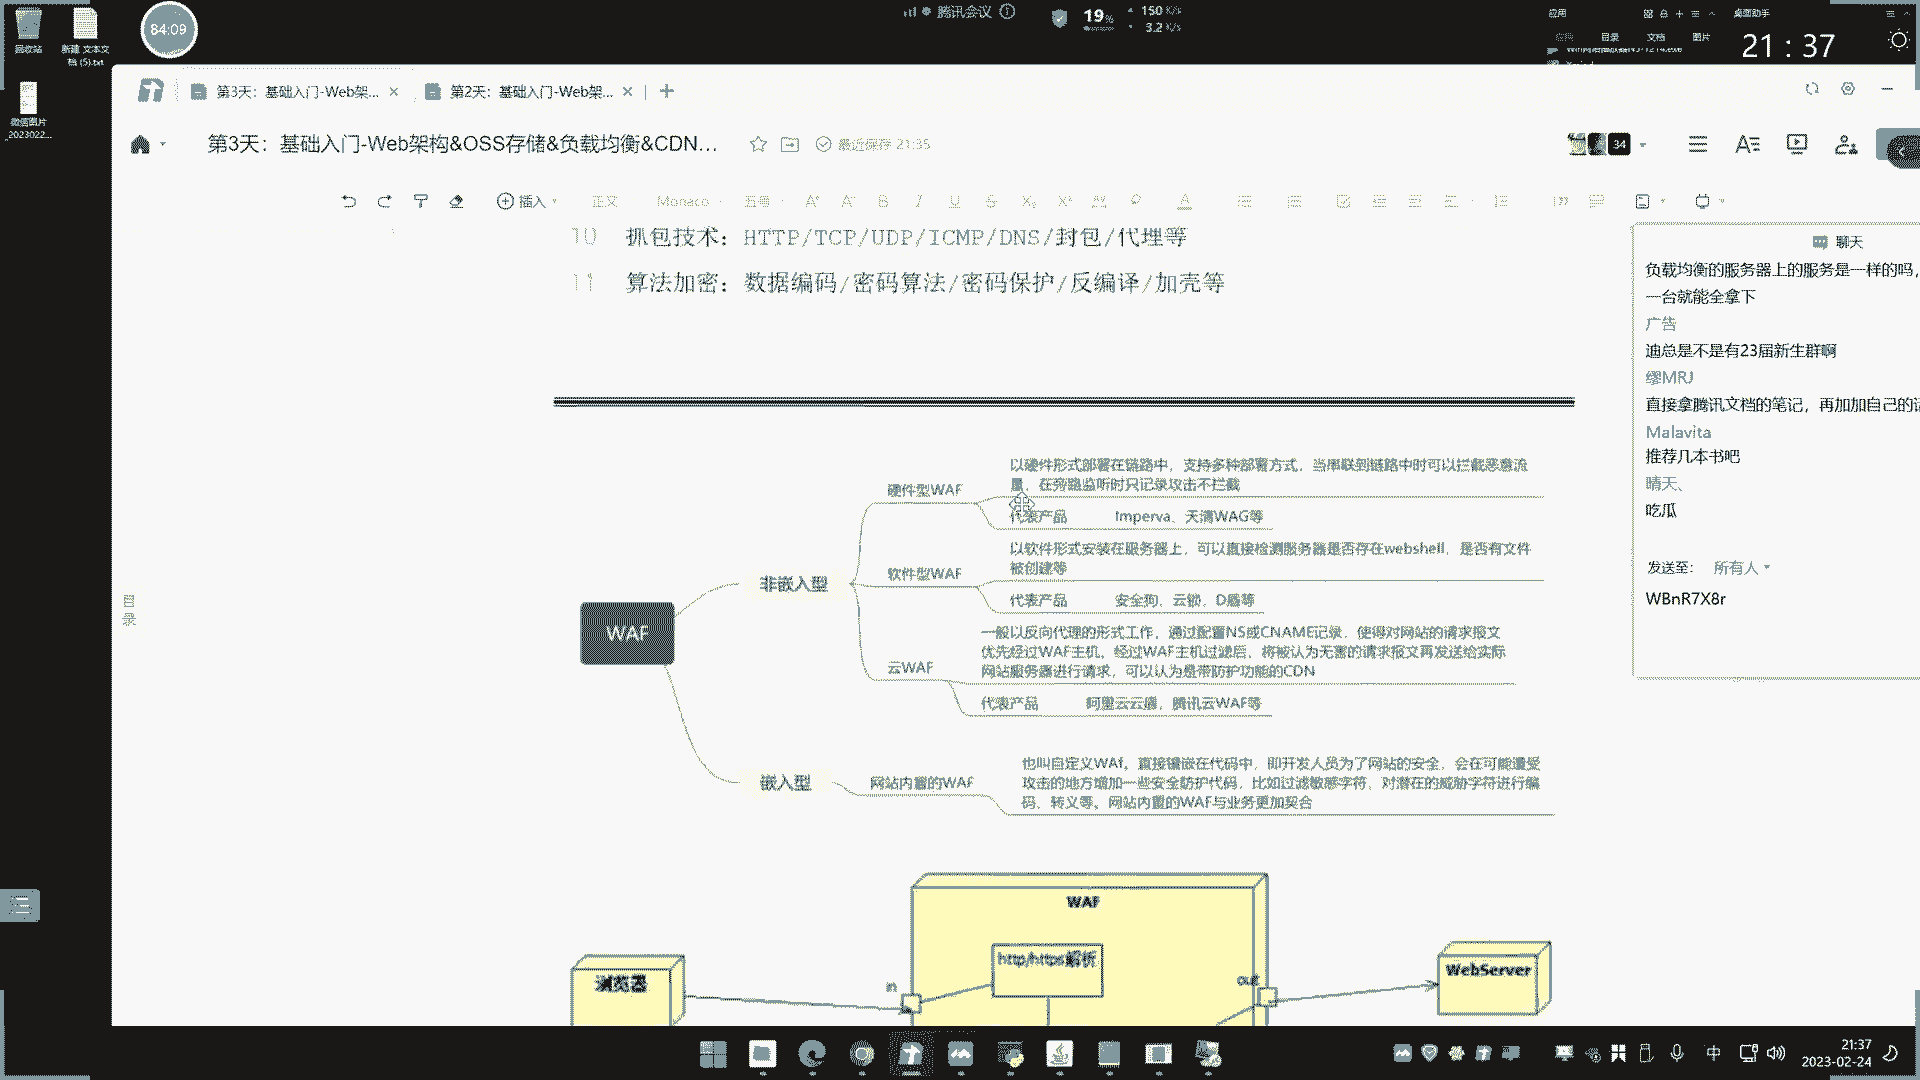 84:09
腾讯会议
19%
150 K/s
3.2 K/s
应用
桌面助手
目录 文档 图片
21:37
回收站
新建 文本文
档 (5).txt
微信图片
_2023022...
第3天：基础入门-Web架...
第2天：基础入门-Web架...
第3天：基础入门-Web架构&OSS存储&负载均衡&CDN...
最近保存 21:35
34
插入
正文
Monaco
五号
10 抓包技术：HTTP/TCP/UDP/ICMP/DNS/封包/代理等
11 算法加密：数据编码/密码算法/密码保护/反编译/加壳等
聊天
负载均衡的服务器上的服务是一样的吗，
一台就能全拿下
广告
迪总是不是有23届新生群啊
缪MRJ
直接拿腾讯文档的笔记，再加加自己的话
Malavita
推荐几本书吧
晴天、
吃瓜
发送至： 所有人
WBnR7X8r
目录
WAF
非嵌入型
硬件型WAF
以硬件形式部署在链路中，支持多种部署方式，当串联到链路中时可以拦截恶意流
量，在旁路监听时只记录攻击不拦截
代表产品 Imperva、天清WAG等
软件型WAF
以软件形式安装在服务器上，可以直接检测服务器是否存在webshell，是否有文件
被创建等
代表产品 安全狗、云锁、D盾等
云WAF
一般以反向代理的形式工作，通过配置NS或CNAME记录，使得对网站的请求报文
优先经过WAF主机，经过WAF主机过滤后，将被认为无害的请求报文再发送给实际
网站服务器进行请求，可以认为是带防护功能的CDN
代表产品 阿里云云盾，腾讯云WAF等
嵌入型
网站内置的WAF
也叫自定义WAf，直接镶嵌在代码中，即开发人员为了网站的安全，会在可能遭受
攻击的地方增加一些安全防护代码，比如过滤敏感字符，对潜在的威胁字符进行编
码、转义等。网站内置的WAF与业务更加契合
WAF
http/https解析
浏览器
in
out
WebServer
中
21:37
2023-02-24